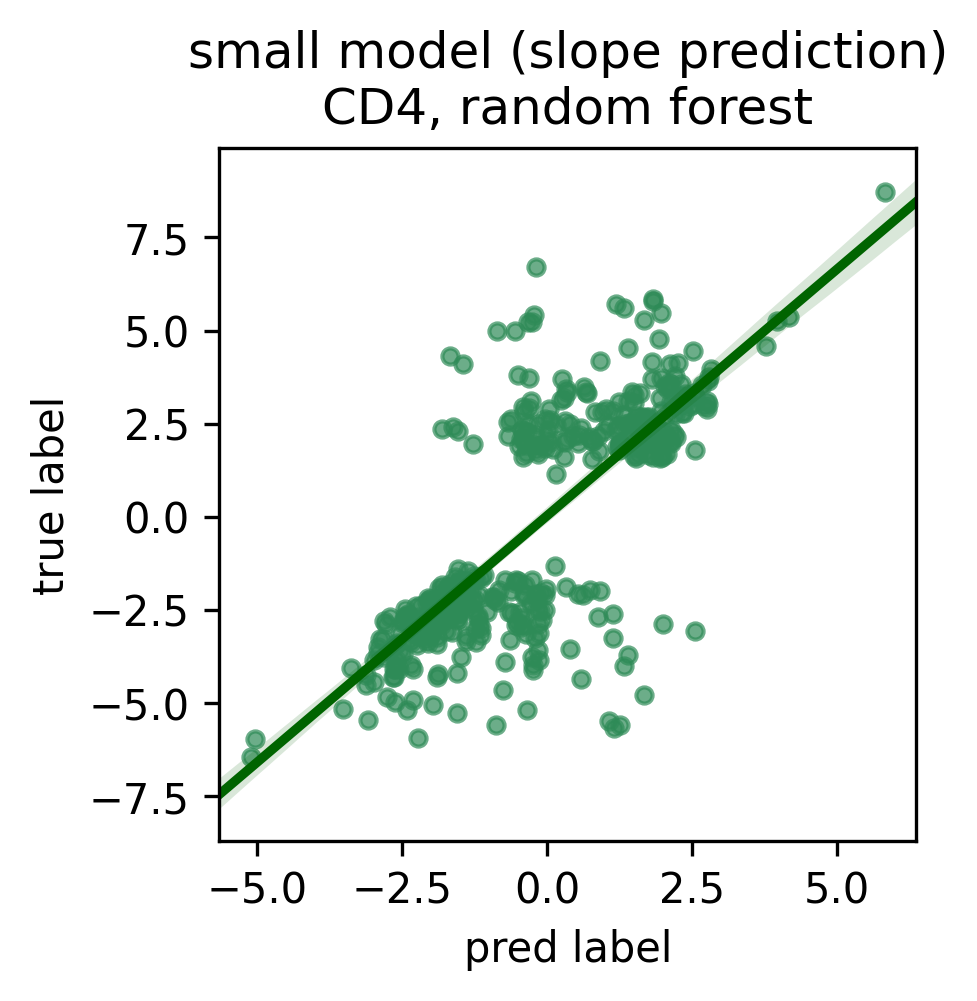 small model (slope prediction)
CD4, random forest
7.5
5.0
2.5
0.0
−2.5
−5.0
−7.5
true label
−5.0 −2.5 0.0 2.5 5.0
pred label